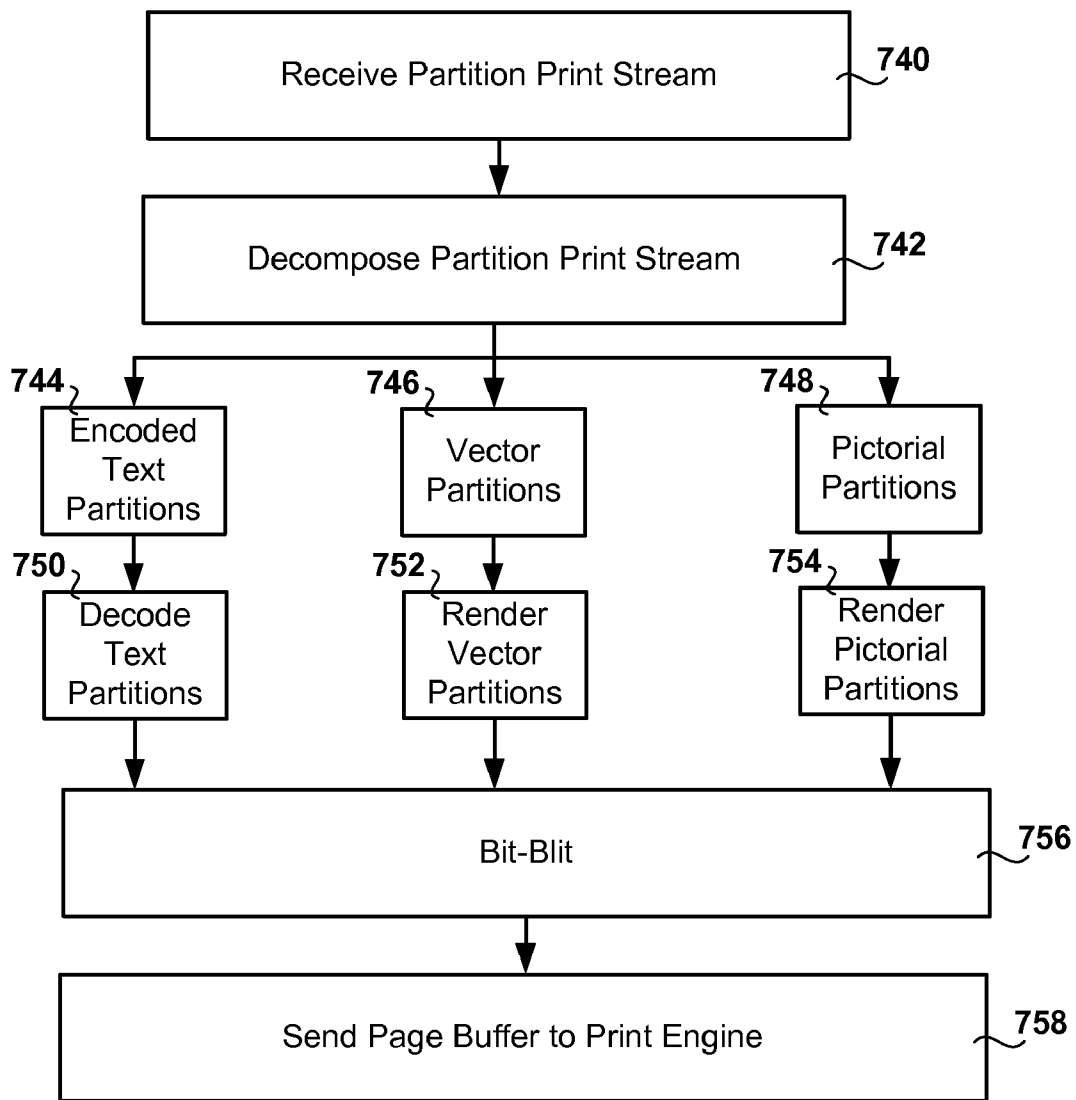 Receive Partition Print Stream
740
Decompose Partition Print Stream
742
744
Encoded
Text
Partitions
746
Vector
Partitions
748
Pictorial
Partitions
750
Decode
Text
Partitions
752
Render
Vector
Partitions
754
Render
Pictorial
Partitions
Bit-Blit
756
Send Page Buffer to Print Engine
758